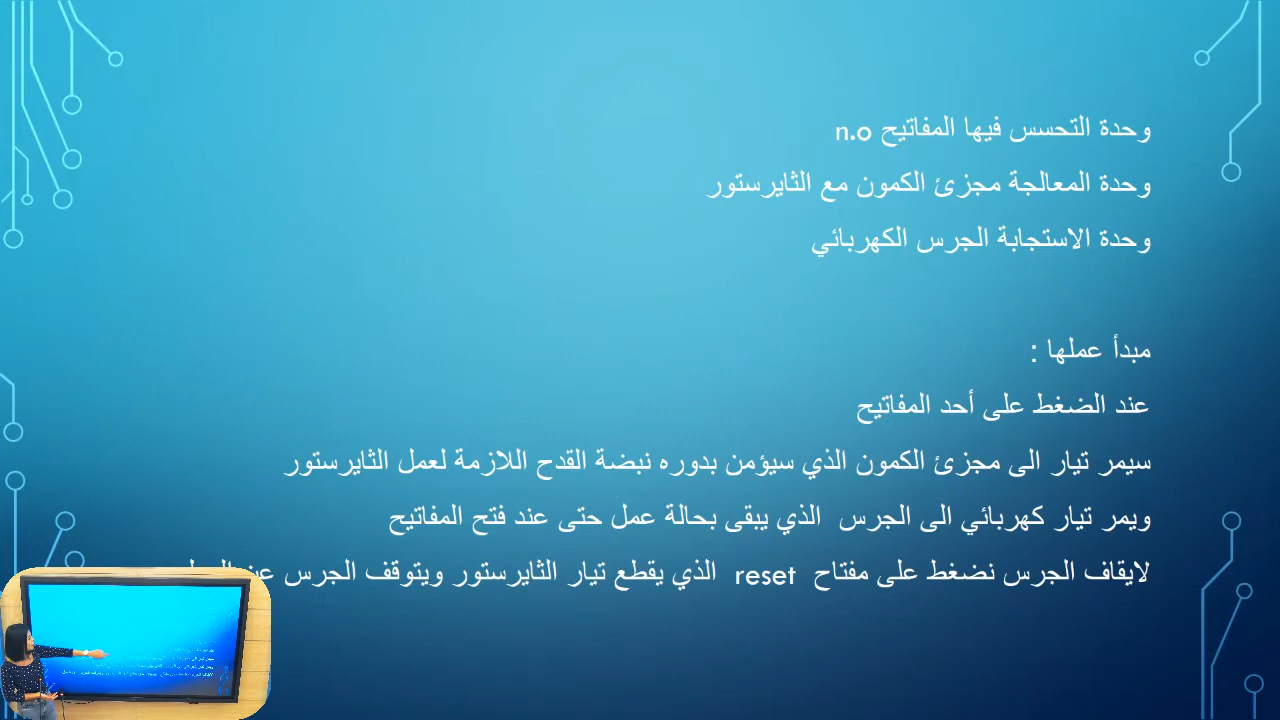 وحدة التحسس فيها المفاتيح n.o
وحدة المعالجة مجزئ الكمون مع الثايرستور
وحدة الاستجابة الجرس الكهربائي
مبدأ عملها :
عند الضغط على أحد المفاتيح
سيمر تيار الى مجزئ الكمون الذي سيؤمن بدوره نبضة القدح اللازمة لعمل الثايرستور
ويمر تيار كهربائي الى الجرس الذي يبقى بحالة عمل حتى عند فتح المفاتيح
لايقاف الجرس نضغط على مفتاح reset الذي يقطع تيار الثايرستور ويتوقف الجرس عن